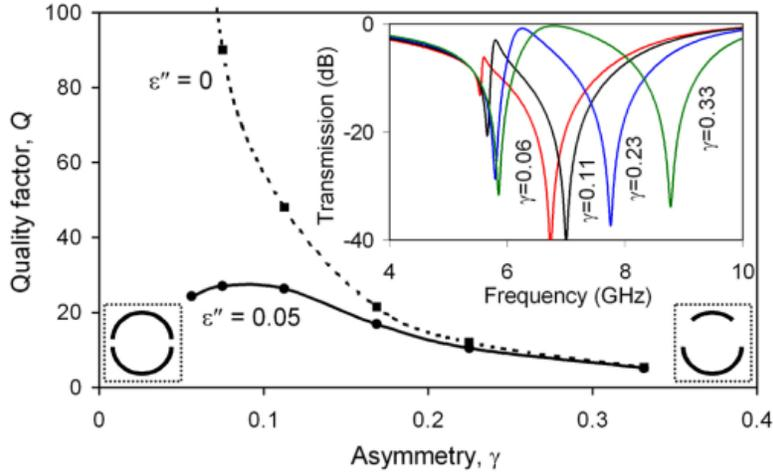 100
80
60
40
20
0
Quality factor, Q
ε″ = 0
ε″ = 0.05
0
0.1
0.2
0.3
0.4
Asymmetry, γ
0
-20
-40
Transmission (dB)
γ=0.06
γ=0.11
γ=0.23
γ=0.33
4
6
8
10
Frequency (GHz)